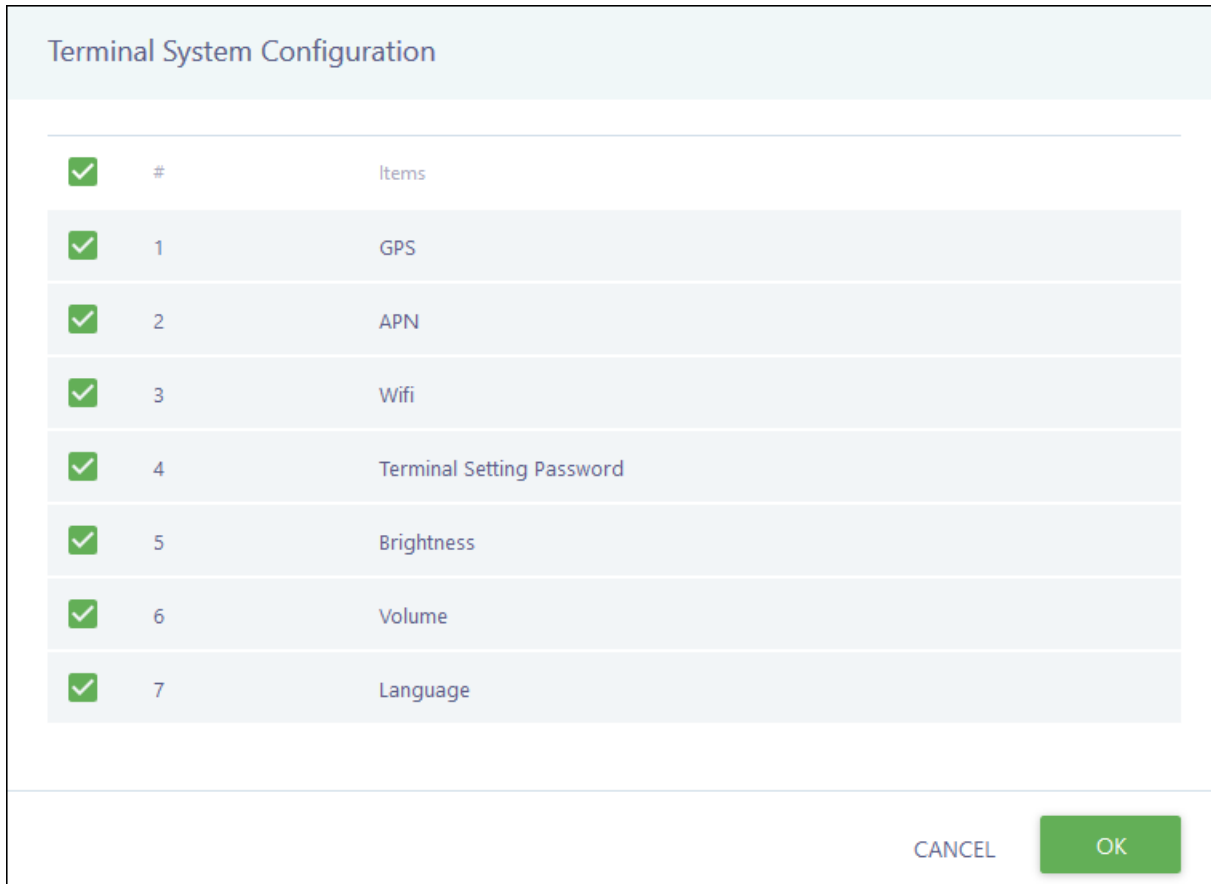 Terminal System Configuration
# Items
1 GPS
2 APN
3 Wifi
4 Terminal Setting Password
5 Brightness
6 Volume
7 Language
CANCEL OK